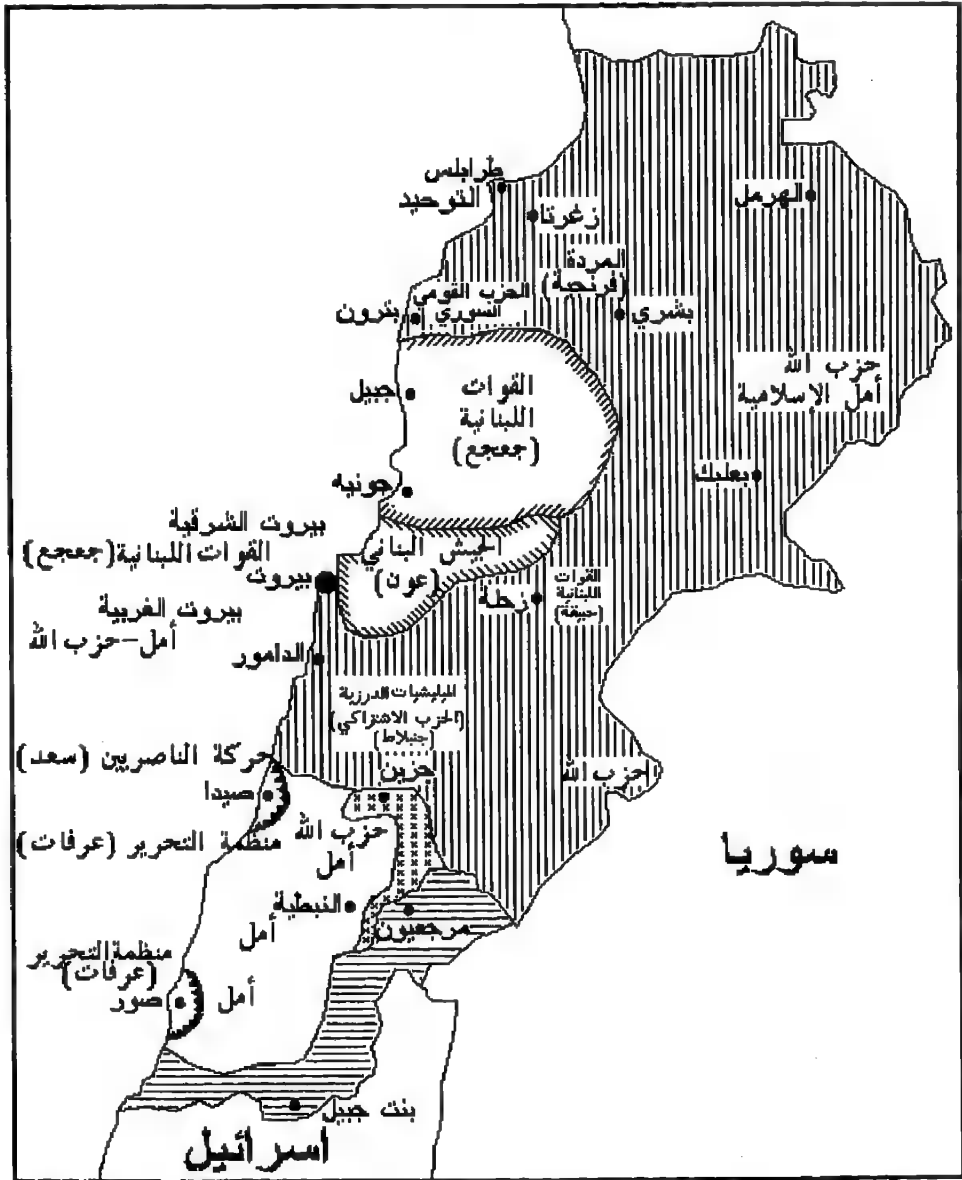 طرابلس
التوحيد
زغرتا
الهرمل
المردة
(فرنجية)
الحزب القومي
السوري
بترون
بشري
حزب الله
أمل الإسلامية
القوات
اللبنانية
(جعجع)
جبيل
بعلبك
جونيه
بيروت الشرقية
القوات اللبنانية (جعجع)
الجيش البناني
(عون)
بيروت
القوات
اللبنانية
(حبيقة)
زحلة
بيروت الغربية
أمل-حزب الله
الدامور
الميليشيات الدرزية
(الحزب الاشتراكي)
(جنبلاط)
حركة الناصريين (سعد)
صيدا
جزين
حزب الله
منظمة التحرير (عرفات)
حزب الله
أمل
سوريا
النبطية
أمل
مرجعيون
منظمة التحرير
(عرفات)
صور
أمل
بنت جبيل
اسرائيل